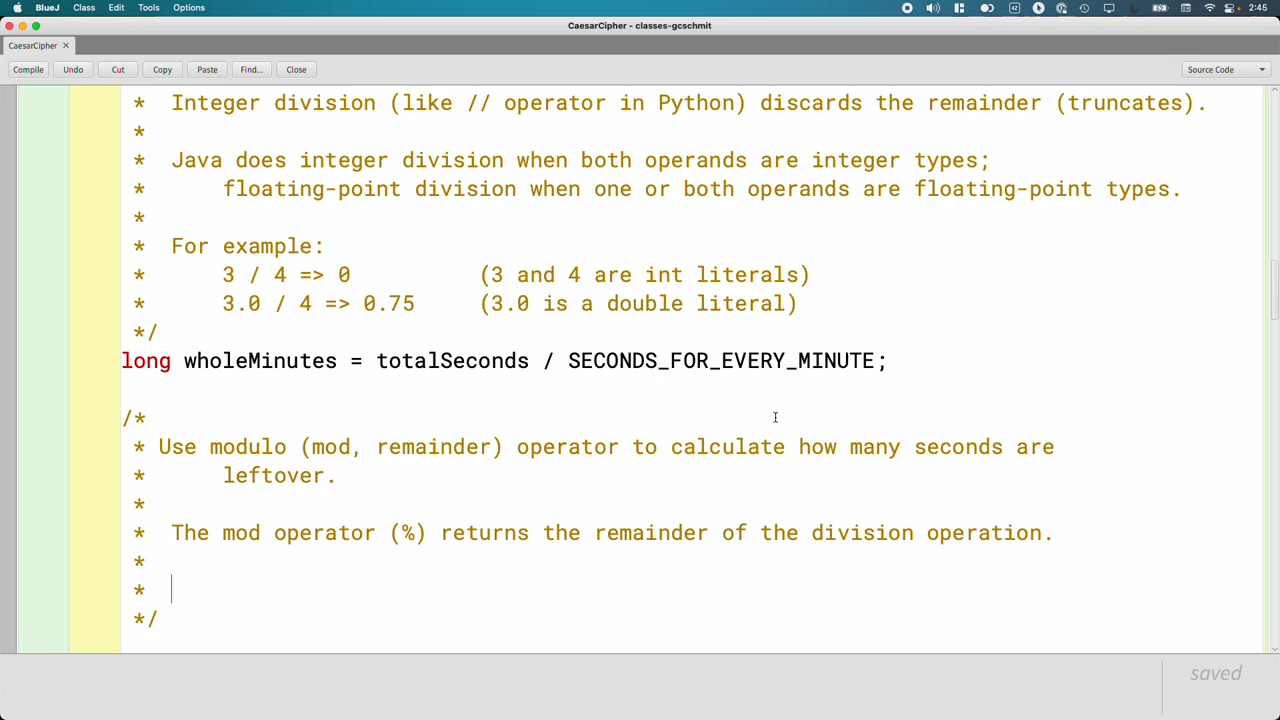 BlueJ Class Edit Tools Options 2:45
CaesarCipher - classes-gcschmit
CaesarCipher ×
Compile Undo Cut Copy Paste Find... Close Source Code
* Integer division (like // operator in Python) discards the remainder (truncates).
*
* Java does integer division when both operands are integer types;
* floating-point division when one or both operands are floating-point types.
*
* For example:
* 3 / 4 => 0 (3 and 4 are int literals)
* 3.0 / 4 => 0.75 (3.0 is a double literal)
*/
long wholeMinutes = totalSeconds / SECONDS_FOR_EVERY_MINUTE;
/*
* Use modulo (mod, remainder) operator to calculate how many seconds are
* leftover.
*
* The mod operator (%) returns the remainder of the division operation.
*
*
*/
saved